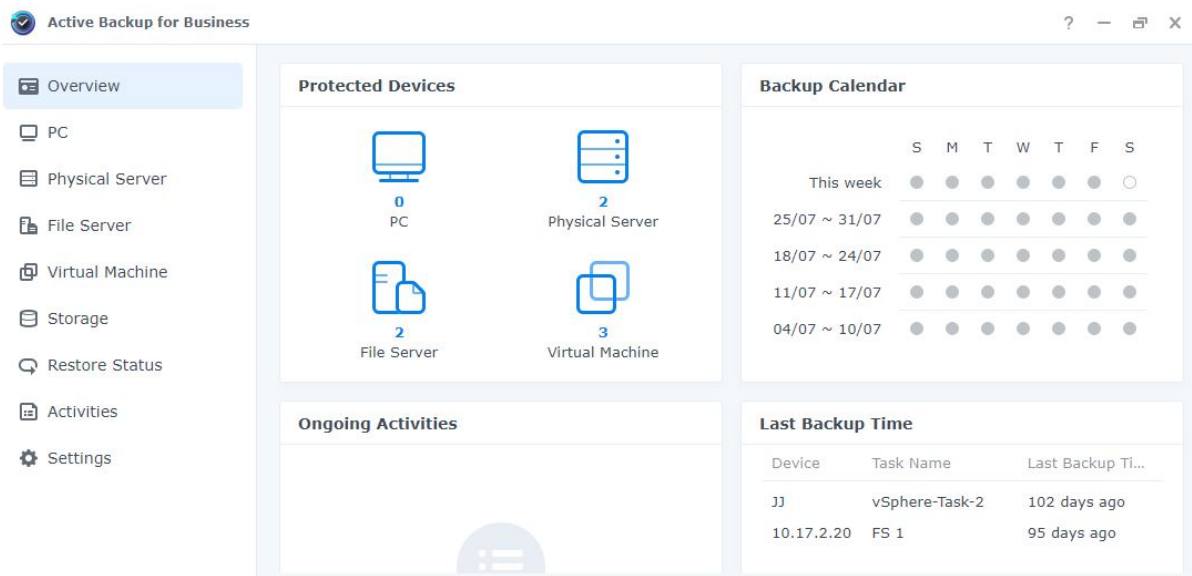 Active Backup for Business
?
Overview
PC
Physical Server
File Server
Virtual Machine
Storage
Restore Status
Activities
Settings
Protected Devices
0
PC
2
Physical Server
2
File Server
3
Virtual Machine
Backup Calendar
S M T W T F S
This week
25/07 ~ 31/07
18/07 ~ 24/07
11/07 ~ 17/07
04/07 ~ 10/07
Ongoing Activities
Last Backup Time
Device Task Name Last Backup Ti...
JJ vSphere-Task-2 102 days ago
10.17.2.20 FS 1 95 days ago